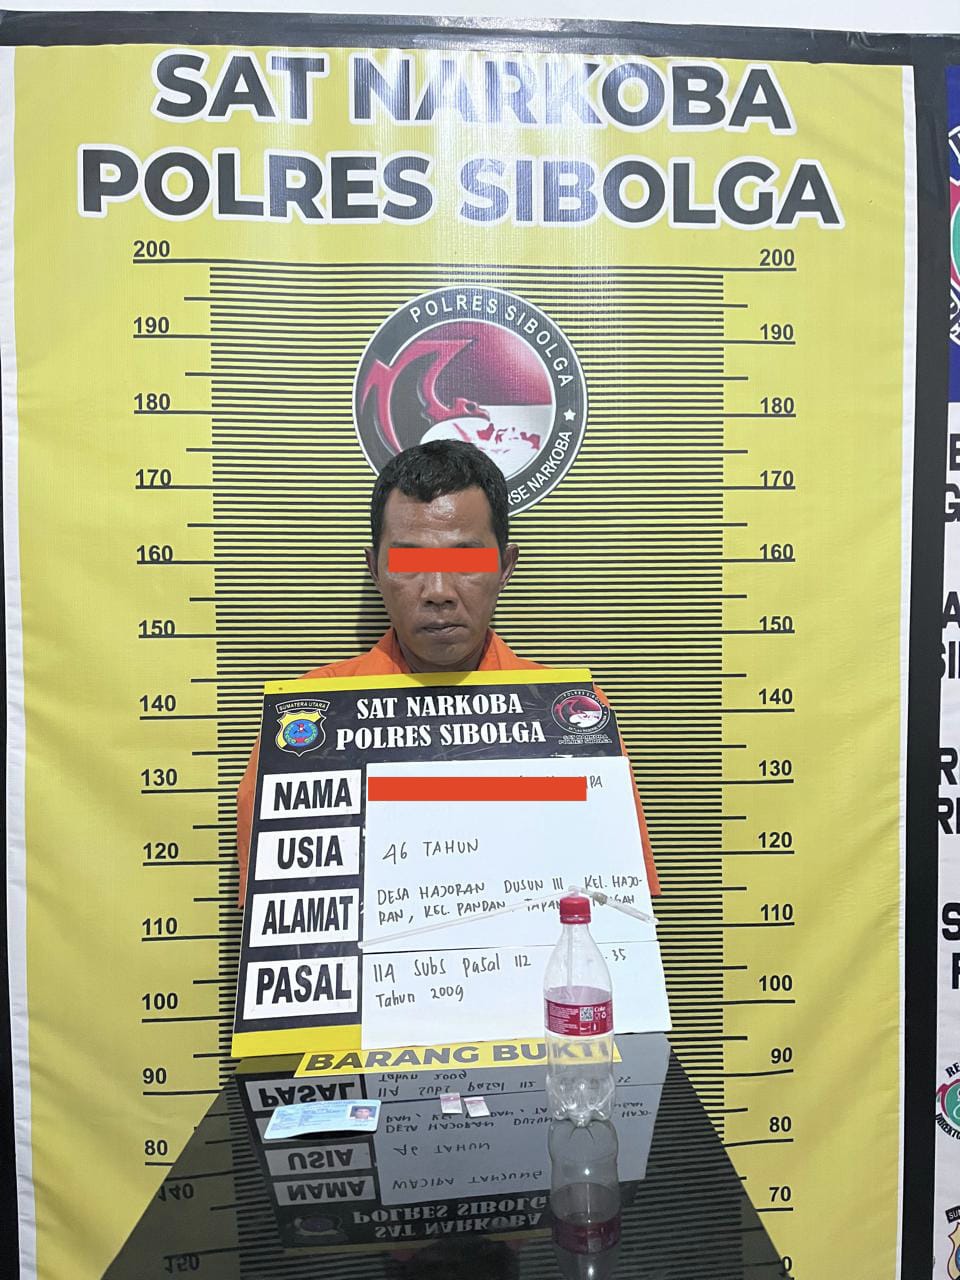 SAT NARKOBA
POLRES SIBOLGA
200 200
190 190
180 180
170 170
160 160
150 150
140 140
130 130
120 120
110 110
100 100
90 90
80 80
70
POLRES SIBOLGA
NARKOBA
SUMATERA UTARA
SAT NARKOBA
POLRES SIBOLGA
NAMA
USIA 46 TAHUN
ALAMAT DESA HAJORAN DUSUN III KEL. HAJO-
RAN, KEC. PANDAN,
PASAL 114 Subs Pasal 112 35
Tahun 2009
BARANG BUKTI